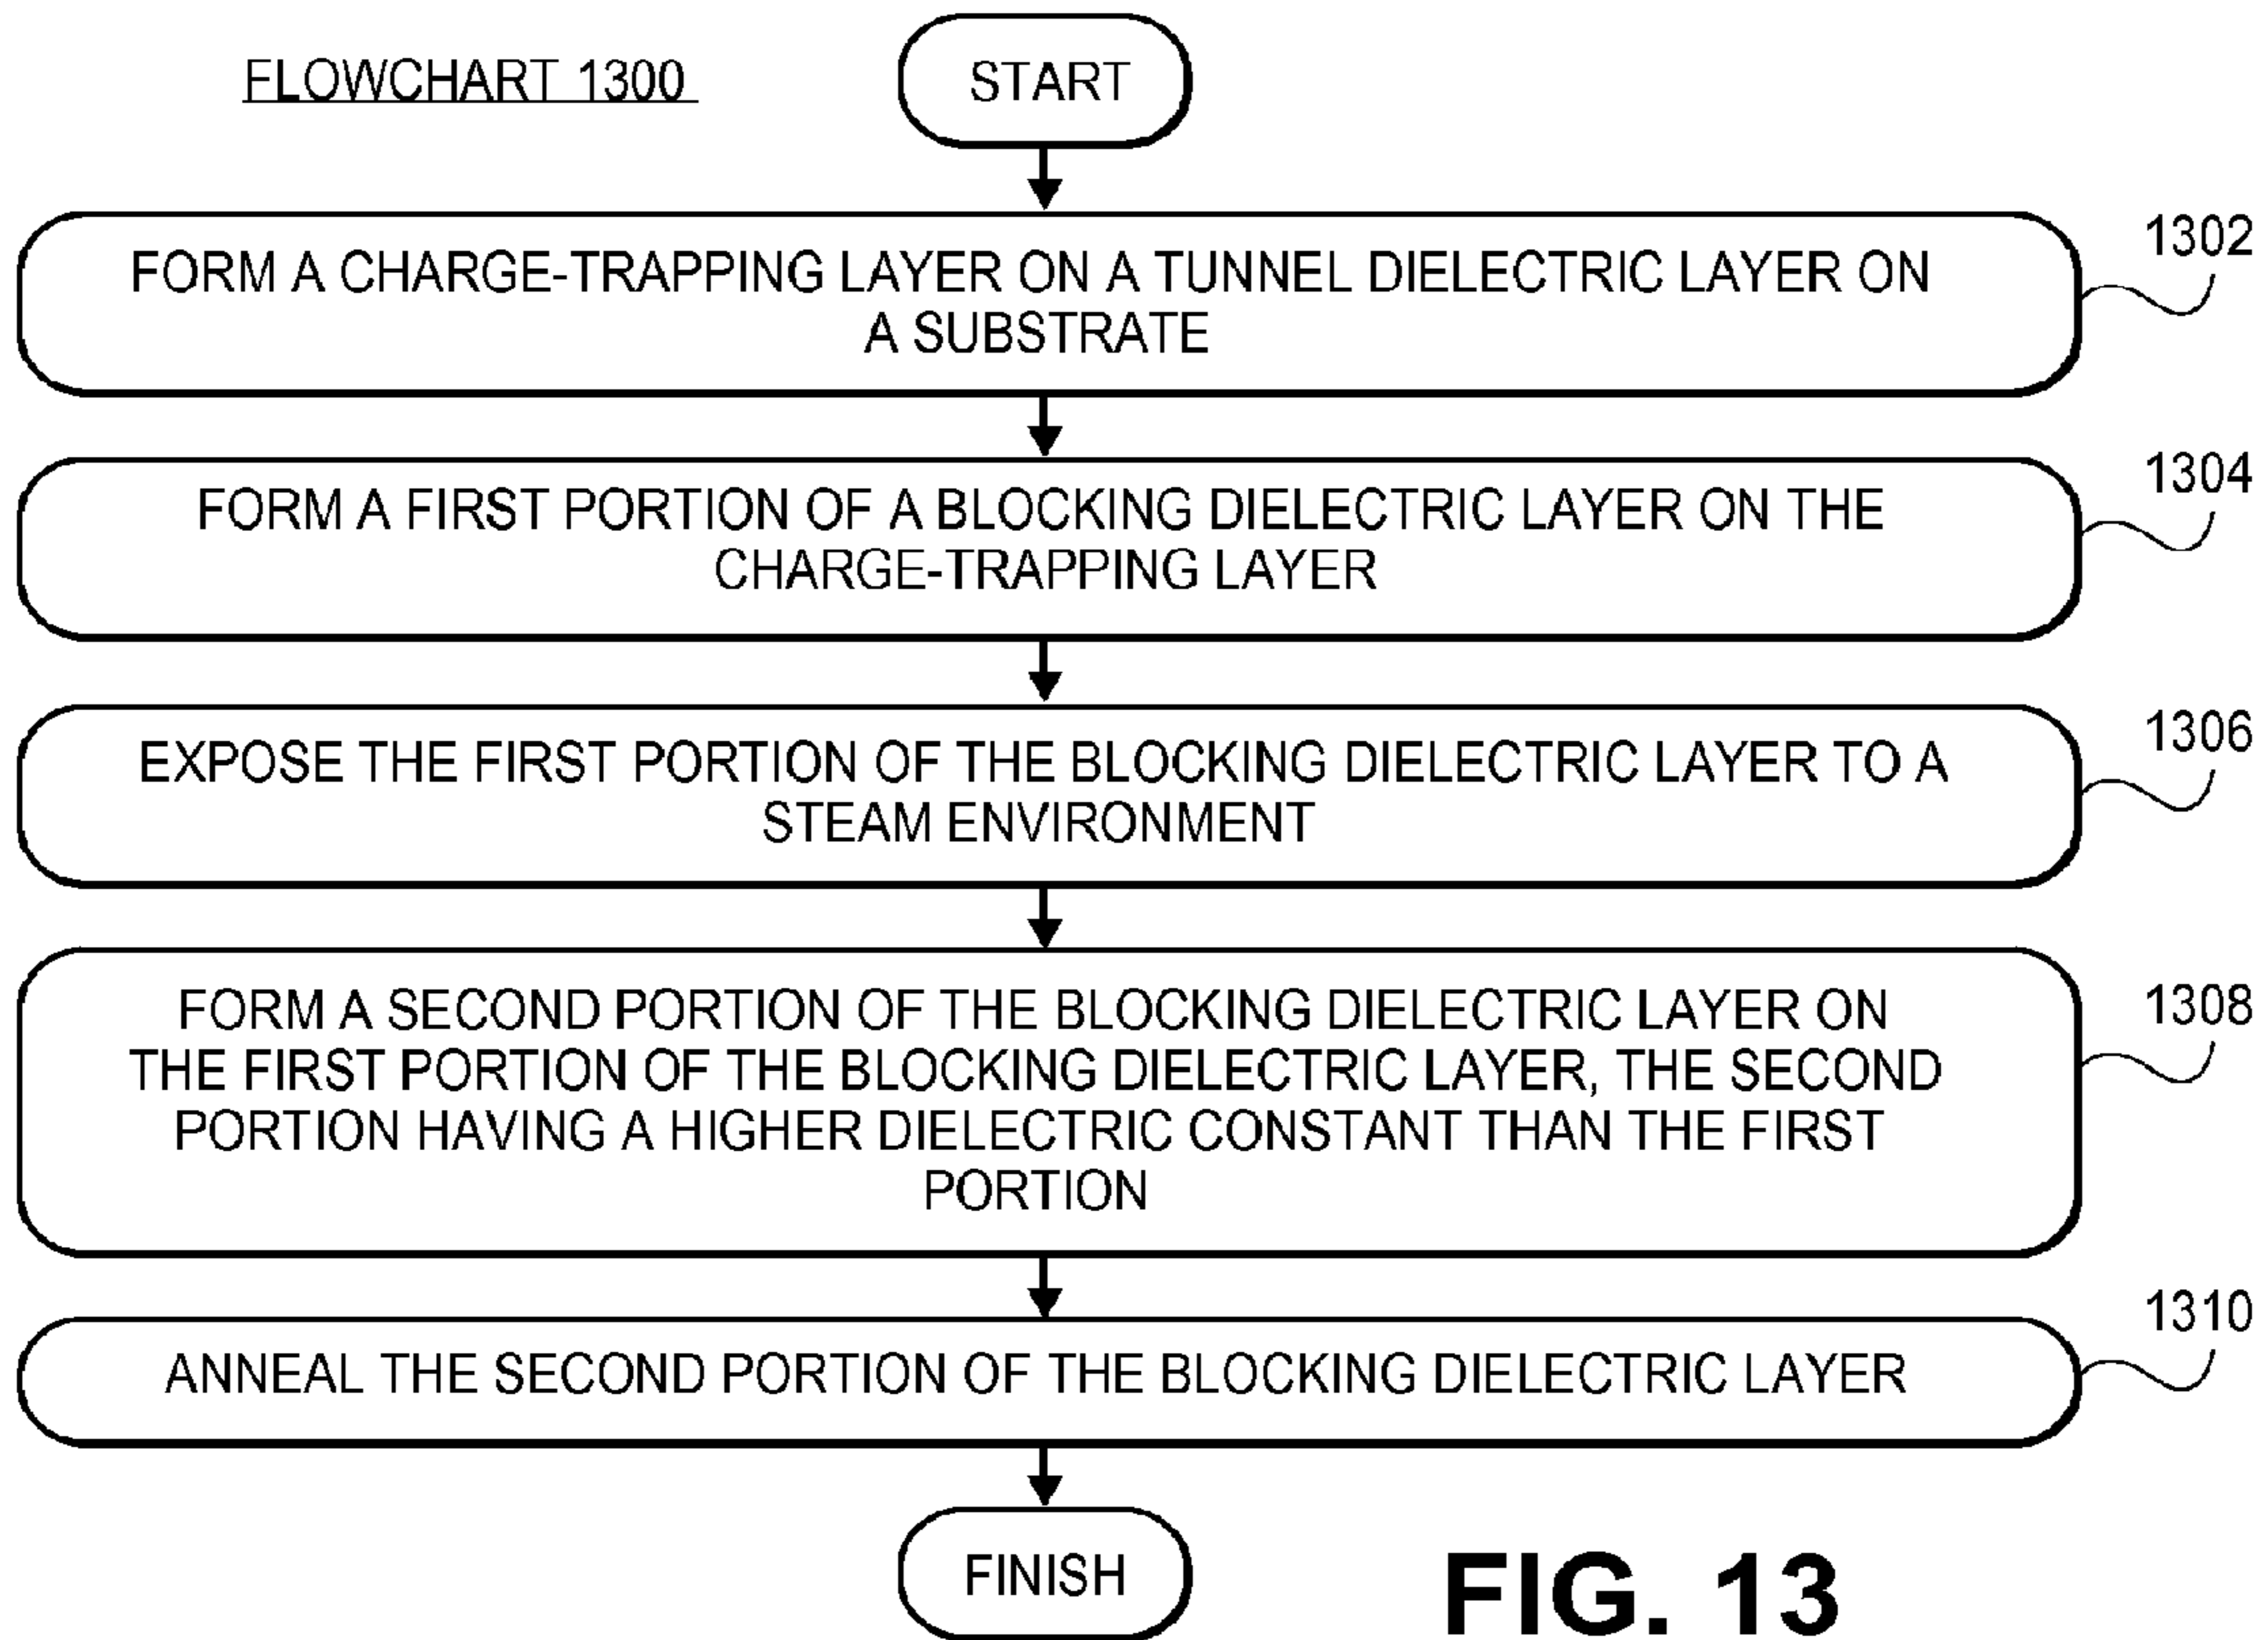 FLOWCHART 1300
START
1302
FORM A CHARGE-TRAPPING LAYER ON A TUNNEL DIELECTRIC LAYER ON
A SUBSTRATE
1304
FORM A FIRST PORTION OF A BLOCKING DIELECTRIC LAYER ON THE
CHARGE-TRAPPING LAYER
1306
EXPOSE THE FIRST PORTION OF THE BLOCKING DIELECTRIC LAYER TO A
STEAM ENVIRONMENT
1308
FORM A SECOND PORTION OF THE BLOCKING DIELECTRIC LAYER ON
THE FIRST PORTION OF THE BLOCKING DIELECTRIC LAYER, THE SECOND
PORTION HAVING A HIGHER DIELECTRIC CONSTANT THAN THE FIRST
PORTION
1310
ANNEAL THE SECOND PORTION OF THE BLOCKING DIELECTRIC LAYER
FINISH
FIG. 13